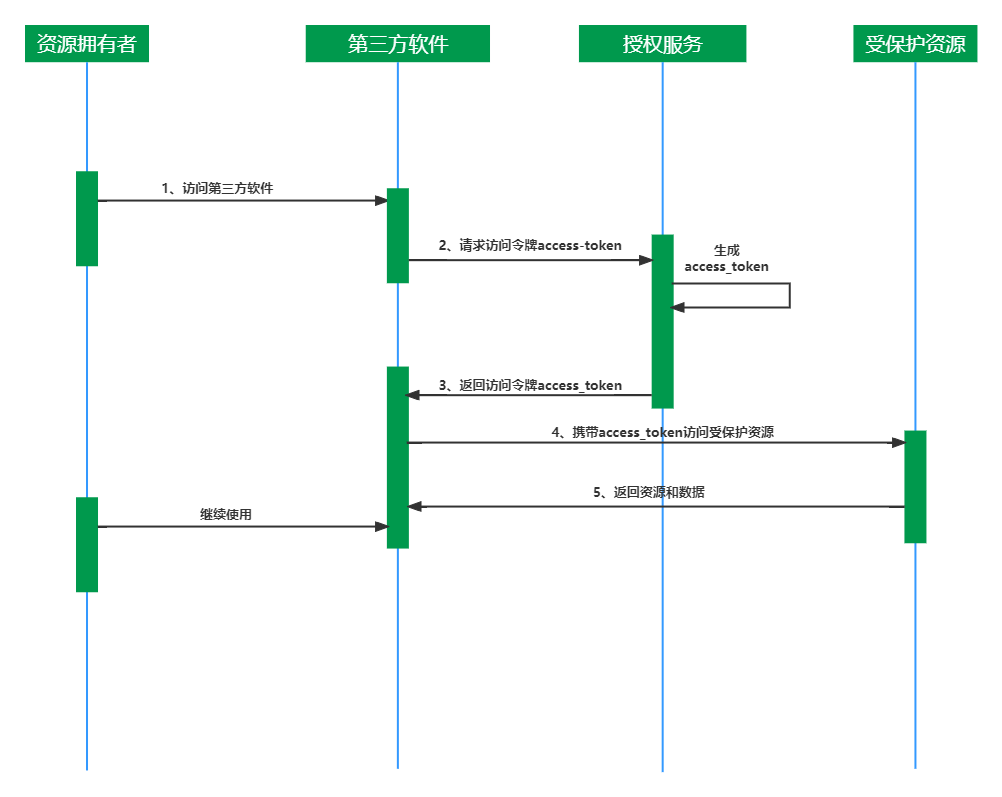 资源拥有者
第三方软件
授权服务
受保护资源
1、访问第三方软件
2、请求访问令牌access-token
生成
access_token
3、返回访问令牌access_token
4、携带access_token访问受保护资源
5、返回资源和数据
继续使用